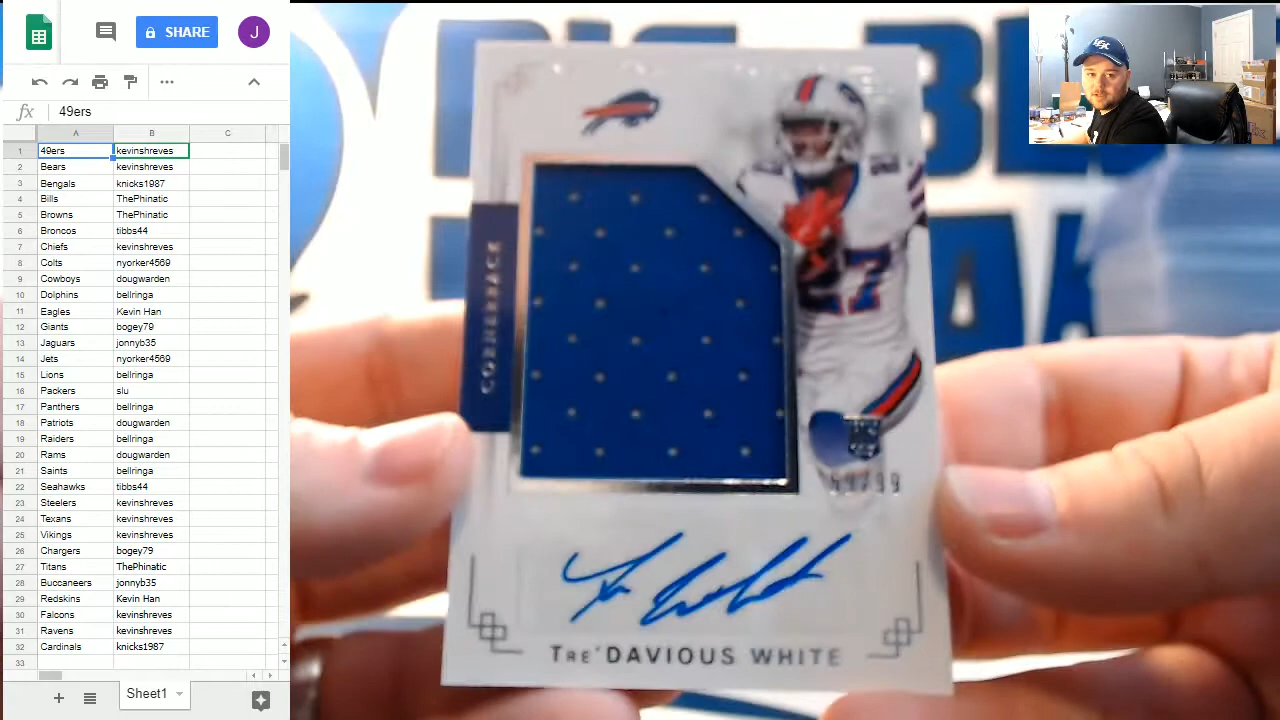 SHARE
J
fx 49ers
A B C
1 49ers kevinshreves
2 Bears kevinshreves
3 Bengals knicks1987
4 Bills ThePhinatic
5 Browns ThePhinatic
6 Broncos tibbs44
7 Chiefs kevinshreves
8 Colts nyorker4569
9 Cowboys dougwarden
10 Dolphins bellringa
11 Eagles Kevin Han
12 Giants bogey79
13 Jaguars jonnyb35
14 Jets nyorker4569
15 Lions bellringa
16 Packers slu
17 Panthers bellringa
18 Patriots dougwarden
19 Raiders bellringa
20 Rams dougwarden
21 Saints bellringa
22 Seahawks tibbs44
23 Steelers kevinshreves
24 Texans kevinshreves
25 Vikings kevinshreves
26 Chargers bogey79
27 Titans ThePhinatic
28 Buccaneers jonnyb35
29 Redskins Kevin Han
30 Falcons kevinshreves
31 Ravens kevinshreves
32 Cardinals knicks1987
33
Sheet1
CORNERBACK
27
TRE'DAVIOUS WHITE